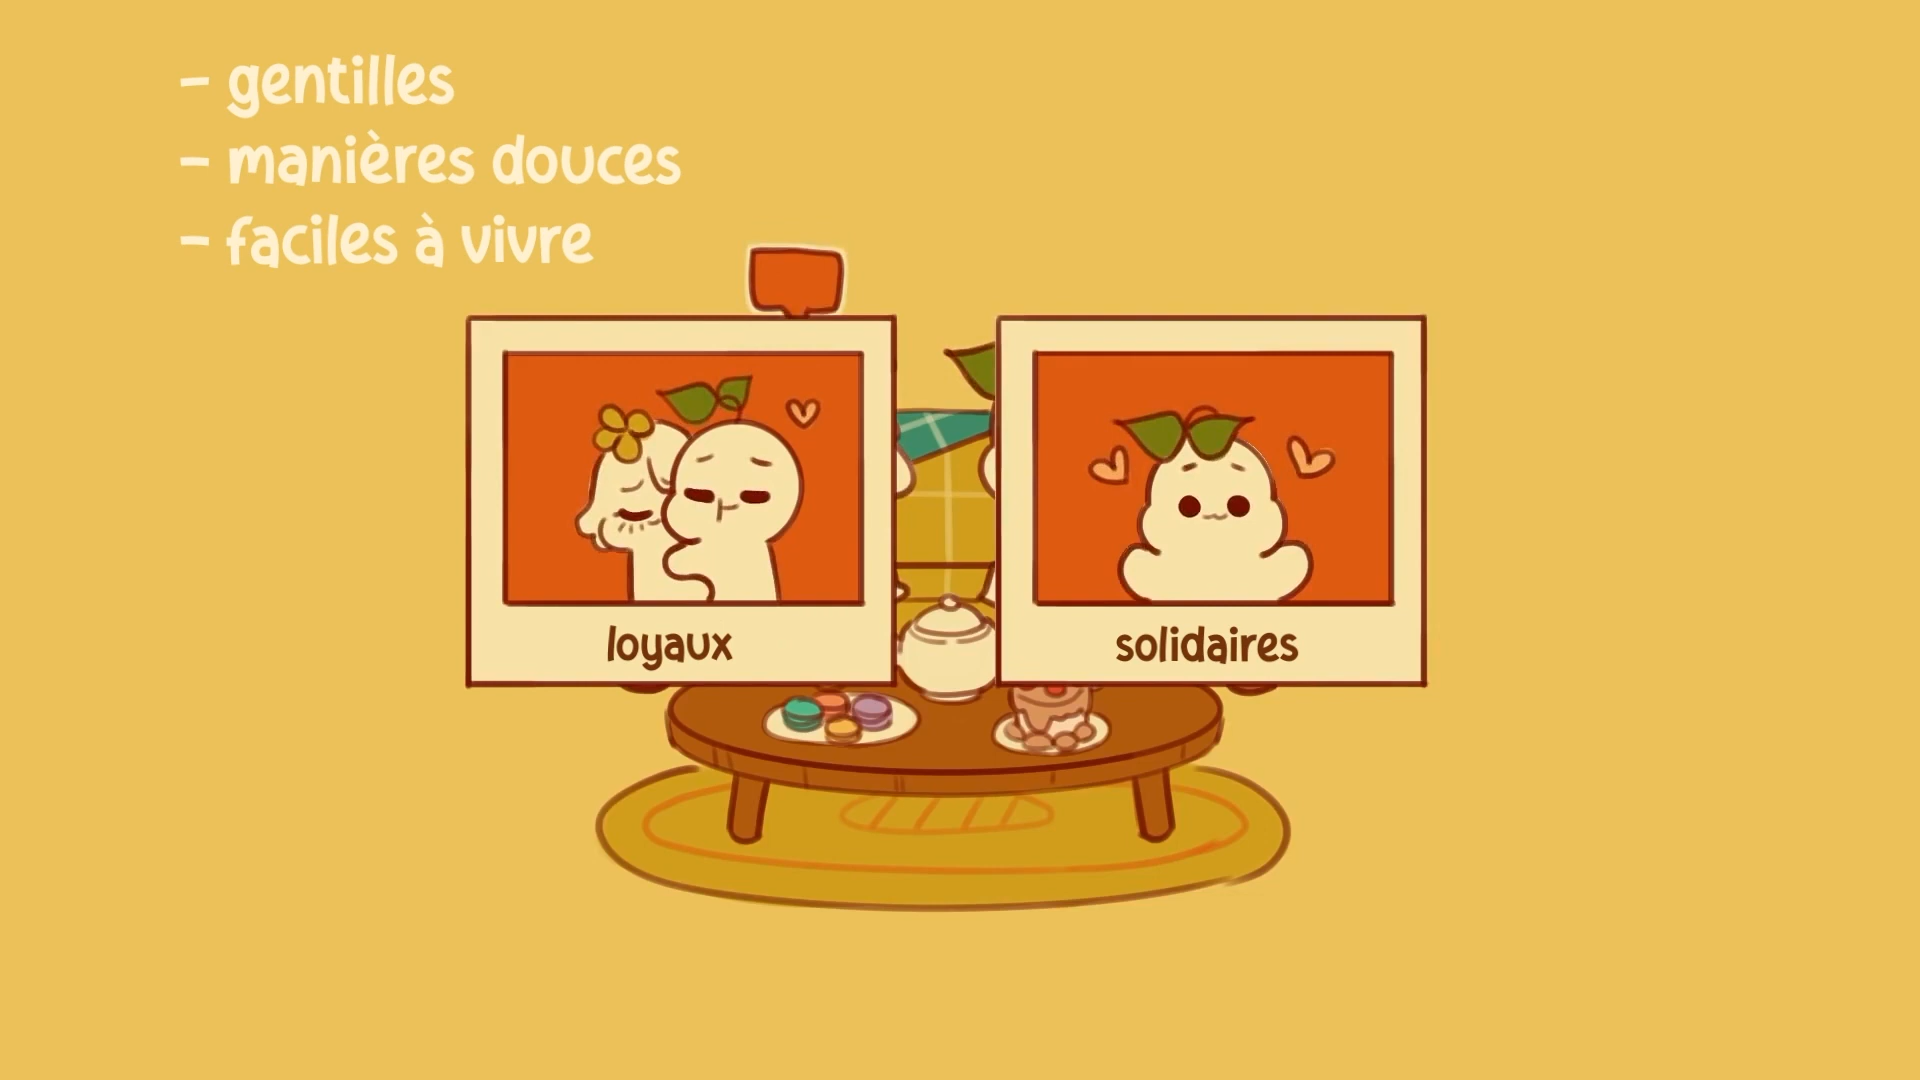 - gentilles
- manières douces
- faciles à vivre
loyaux
solidaires